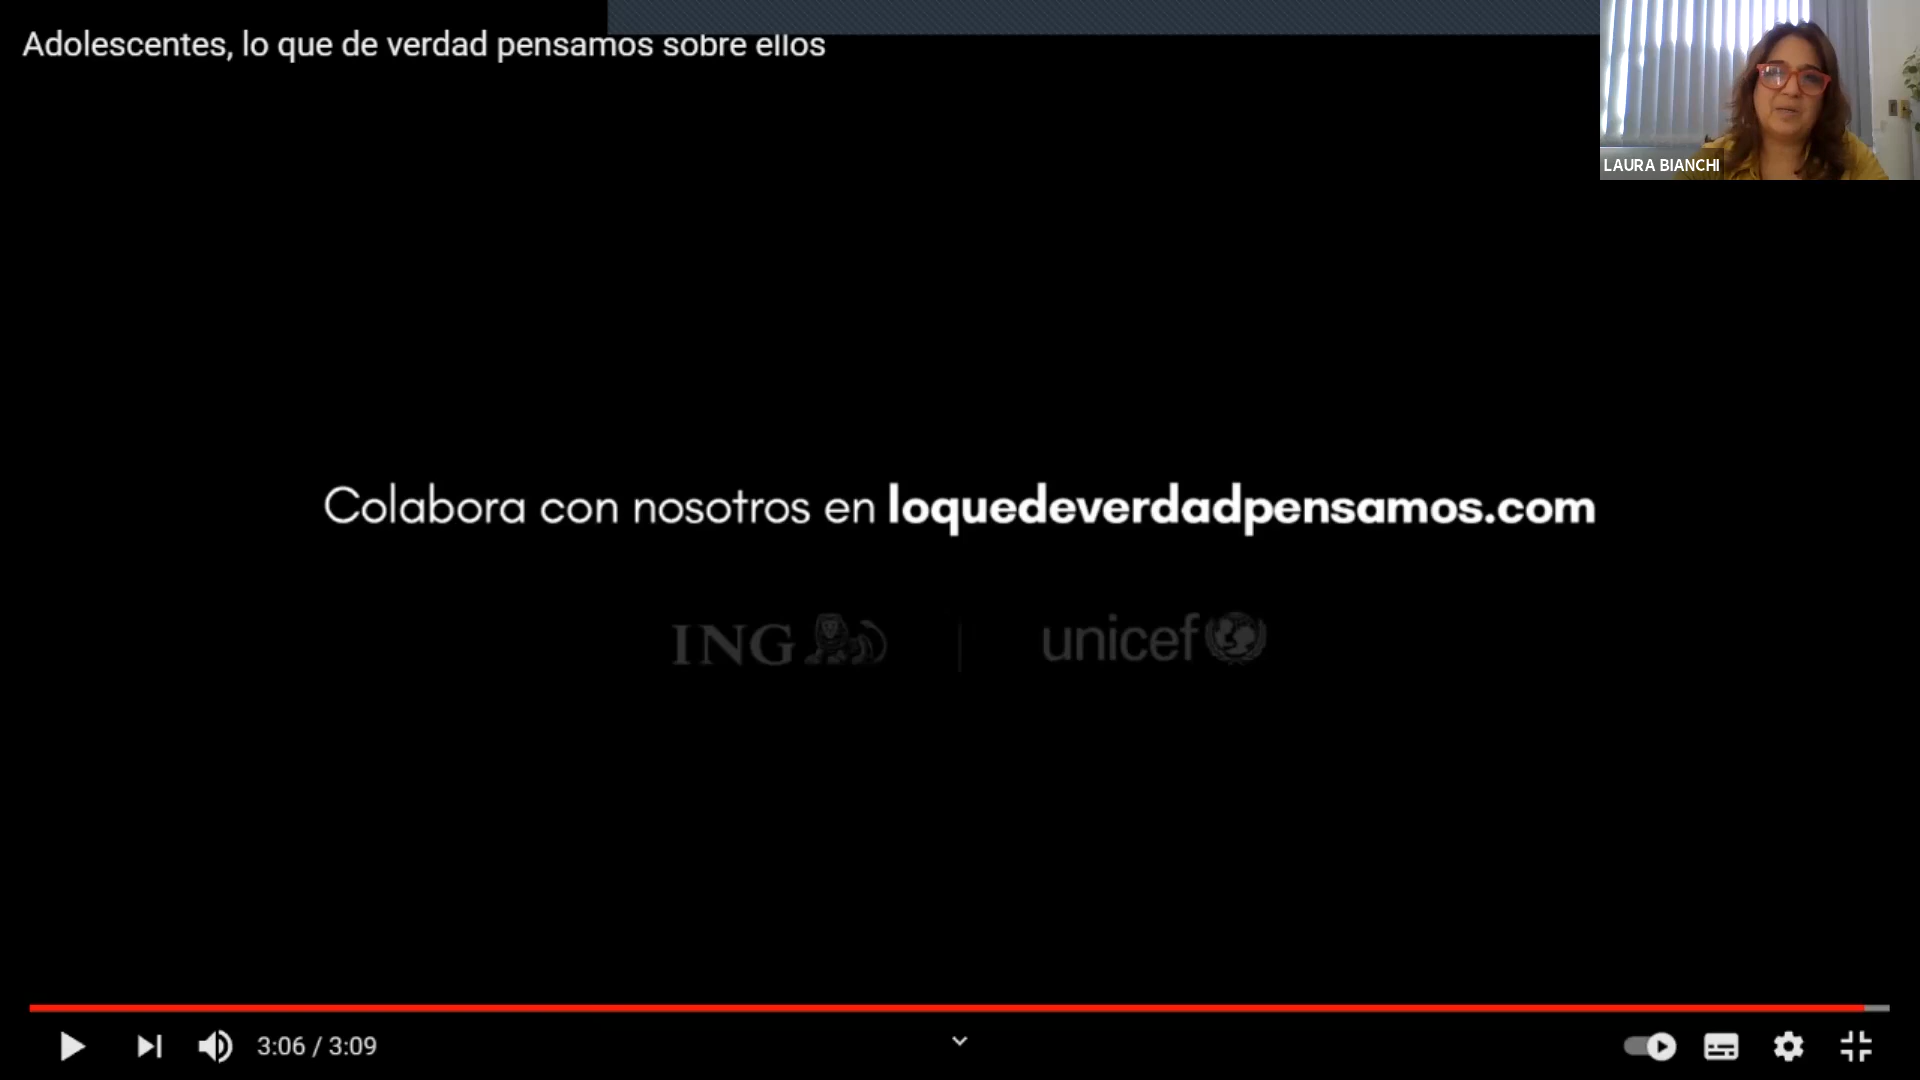 Adolescentes, lo que de verdad pensamos sobre ellos
LAURA BIANCHI
Colabora con nosotros en loquedeverdadpensamos.com
ING
unicef
3:06 / 3:09